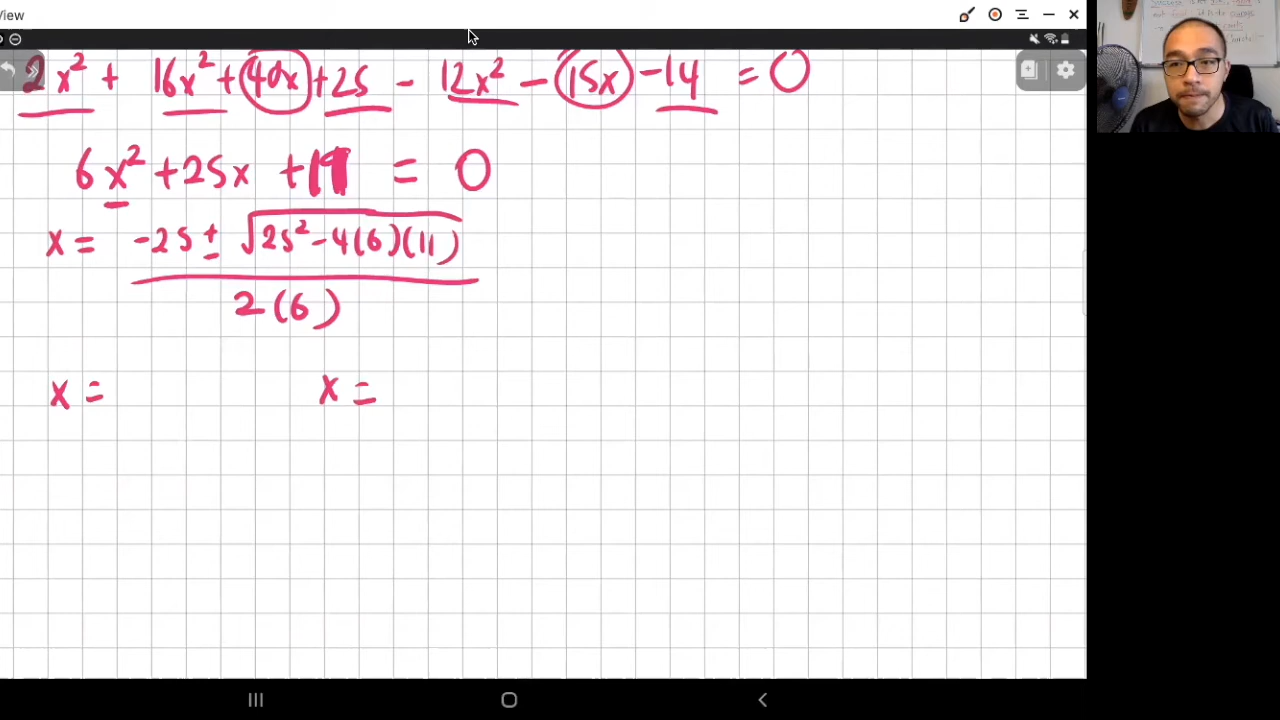 View
2x² + 16x² + 40x + 25 - 12x² - 15x - 14 = 0
6x² + 25x + 11 = 0
x = -25 ± √25² - 4(6)(11)
2(6)
x = x =